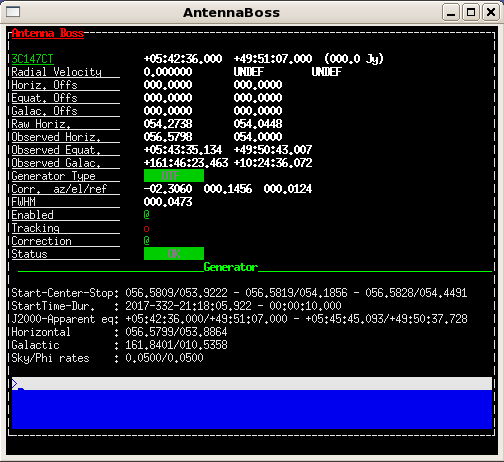 AntennaBoss
Antenna Boss
3C147CT +05:42:36.000 +49:51:07.000 (000.0 Jy)
Radial Velocity 0.000000 UNDEF UNDEF
Horiz. Offs 000.0000 000.0000
Equat. Offs 000.0000 000.0000
Galac. Offs 000.0000 000.0000
Raw Horiz. 054.2738 054.0448
Observed Horiz. 056.5798 054.0000
Observed Equat. +05:43:35.134 +49:50:43.007
Observed Galac. +161:46:23.463 +10:24:36.072
Generator Type
Corr. az/el/ref -02.3060 000.1456 000.0124
FWHM 000.0473
Enabled @
Tracking o
Correction @
Status OK
Generator
Start-Center-Stop: 056.5809/053.9222 - 056.5819/054.1856 - 056.5828/054.4491
StartTime-Dur. : 2017-332-21:18:05.922 - 00:00:10.000
J2000-Apparent eq: +05:42:36.000/+49:51:07.000 - +05:45:45.093/+49:50:37.728
Horizontal : 056.5799/053.8864
Galactic : 161.8401/010.5358
Sky/Phi rates : 0.0500/0.0500
>